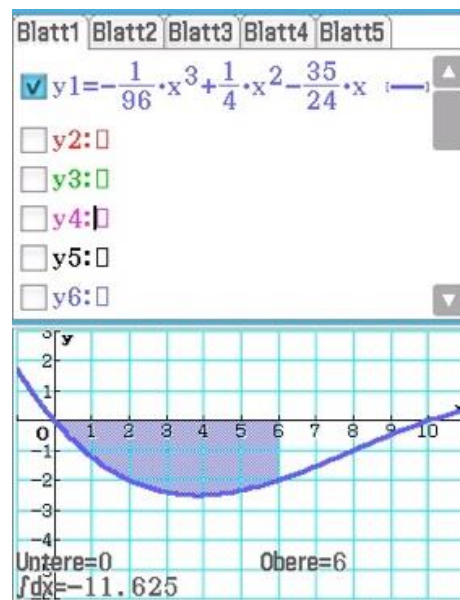 Blatt1 Blatt2 Blatt3 Blatt4 Blatt5
y1=-1/96·x^3+1/4·x^2-35/24·x
y2:□
y3:□
y4:□
y5:□
y6:□
3 y
2
1
0 1 2 3 4 5 6 7 8 9 10 x
-1
-2
-3
-4
Untere=0 Obere=6
∫dx=-11.625